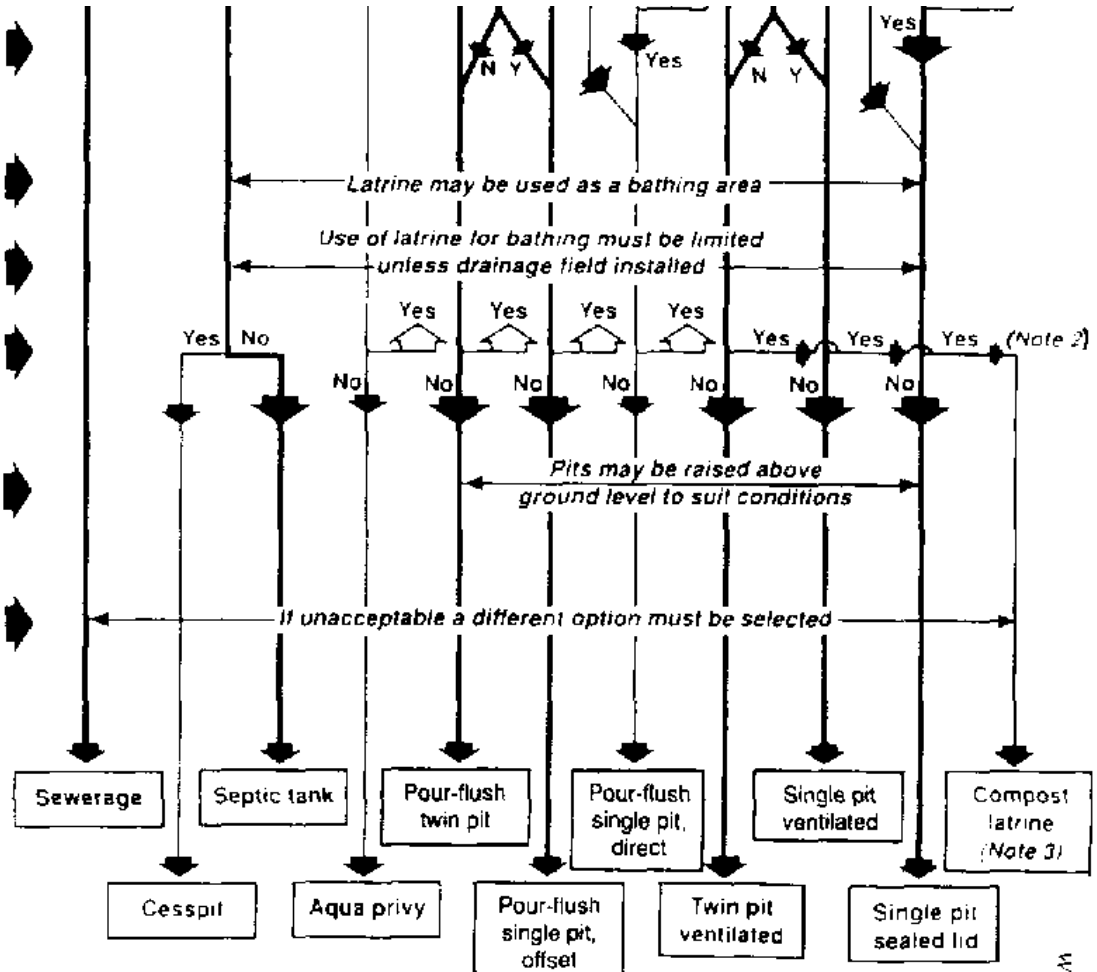 Yes
Yes
N Y
N Y
Latrine may be used as a bathing area
Use of latrine for bathing must be limited
unless drainage field installed
Yes Yes Yes Yes
Yes No Yes Yes Yes (Note 2)
No No No No No No No
Pits may be raised above
ground level to suit conditions
If unacceptable a different option must be selected
Sewerage
Septic tank
Pour-flush
twin pit
Pour-flush
single pit,
direct
Single pit
ventilated
Compost
latrine
(Note 3)
Cesspit
Aqua privy
Pour-flush
single pit,
offset
Twin pit
ventilated
Single pit
sealed lid
W